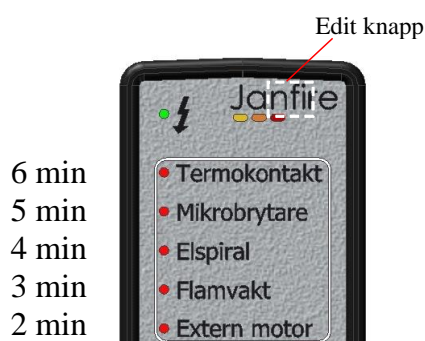 Edit knapp
Janfire
6 min Termokontakt
5 min Mikrobrytare
4 min Elspiral
3 min Flamvakt
2 min Extern motor